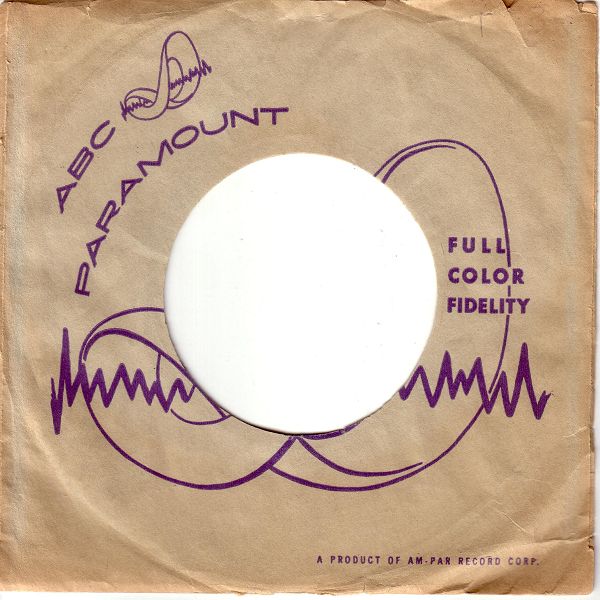 ABC
PARAMOUNT
FULL
COLOR
FIDELITY
A PRODUCT OF AM-PAR RECORD CORP.